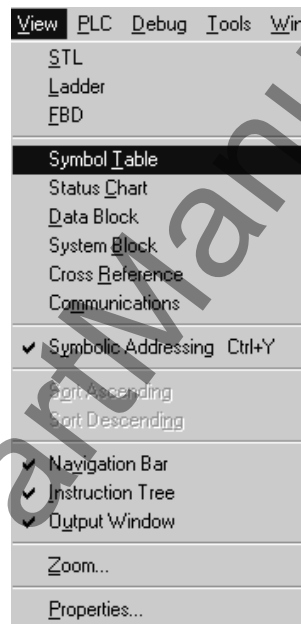 View PLC Debug Tools
STL
Ladder
FBD
Symbol Table
Status Chart
Data Block
System Block
Cross Reference
Communications
Symbolic Addressing Ctrl+Y
Sort Ascending
Sort Descending
Navigation Bar
Instruction Tree
Output Window
Zoom...
Properties...